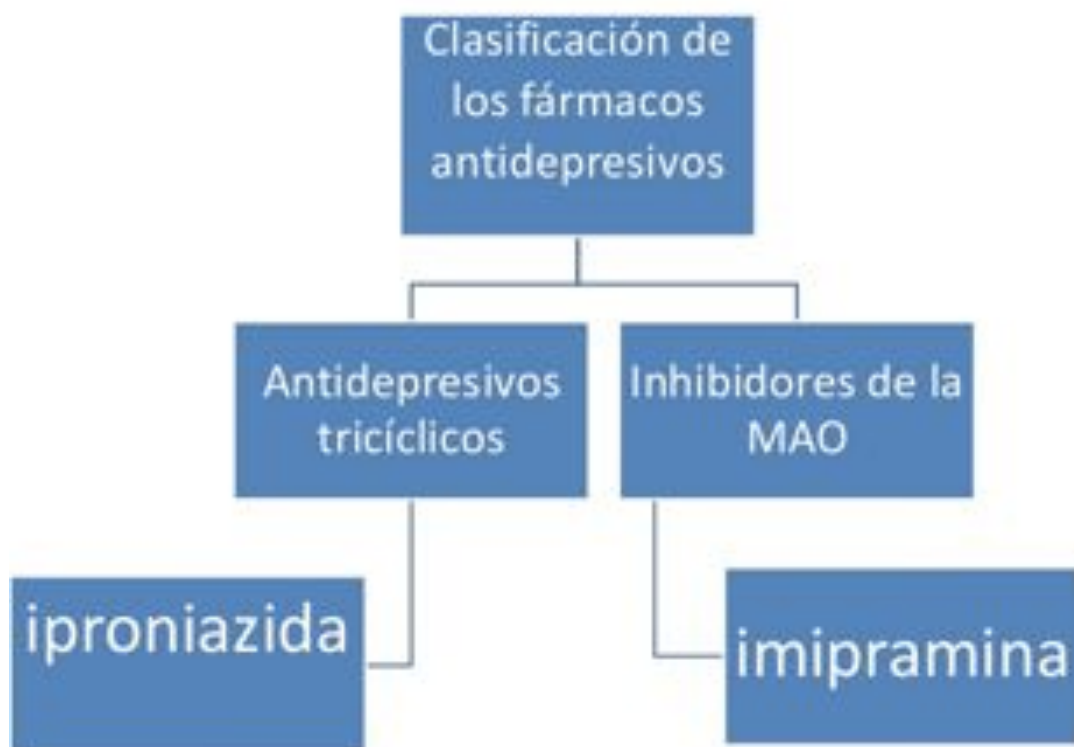 Clasificación de
los fármacos
antidepresivos
Antidepresivos
tricíclicos
Inhibidores de la
MAO
iproniazida
imipramina